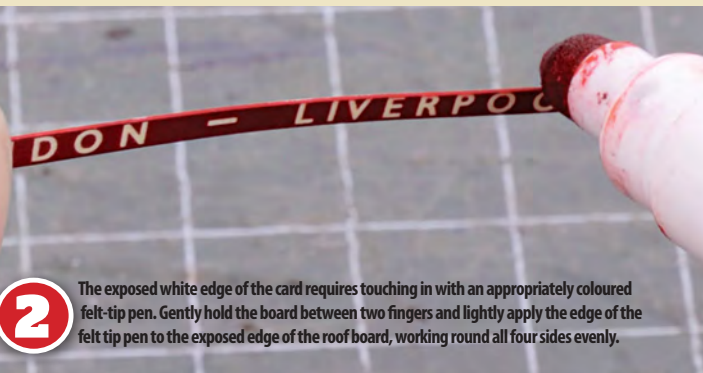 DON – LIVERPOO
2
The exposed white edge of the card requires touching in with an appropriately coloured
felt-tip pen. Gently hold the board between two fingers and lightly apply the edge of the
felt tip pen to the exposed edge of the roof board, working round all four sides evenly.